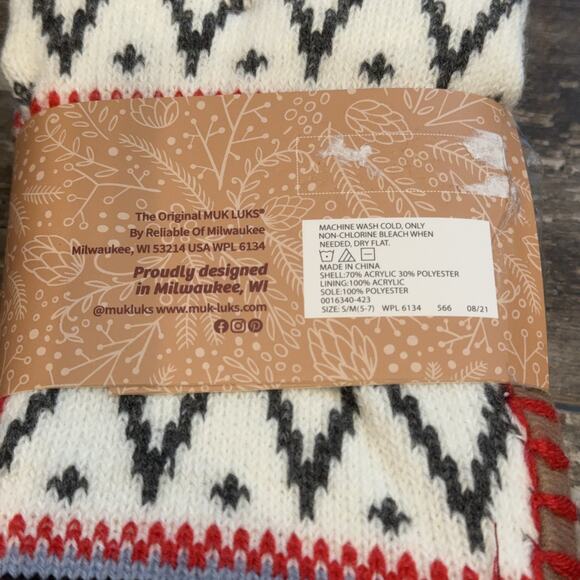 The Original MUK LUKS®
By Reliable Of Milwaukee
Milwaukee, WI 53214 USA WPL 6134
Proudly designed
in Milwaukee, WI
@mukluks www.muk-luks.com
MACHINE WASH COLD, ONLY
NON-CHLORINE BLEACH WHEN
NEEDED, DRY FLAT.
MADE IN CHINA
SHELL:70% ACRYLIC 30% POLYESTER
LINING:100% ACRYLIC
SOLE:100% POLYESTER
0016340-423
SIZE: S/M(5-7) WPL 6134 566 08/21